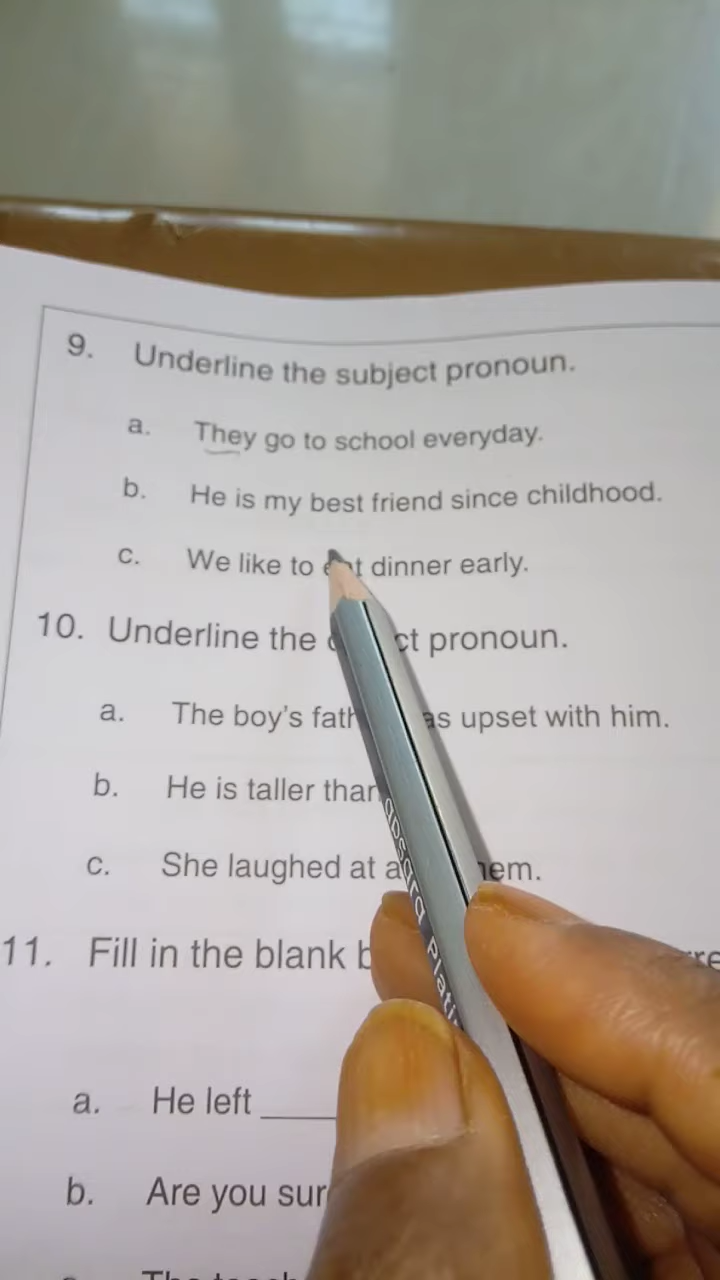 9. Underline the subject pronoun.
a. They go to school everyday.
b. He is my best friend since childhood.
c. We like to dinner early.
10. Underline the pronoun.
a. The boy's upset with him.
b. He is taller
c. She laughed at
11. Fill in the blank
a. He left ____
b. Are you
apsara